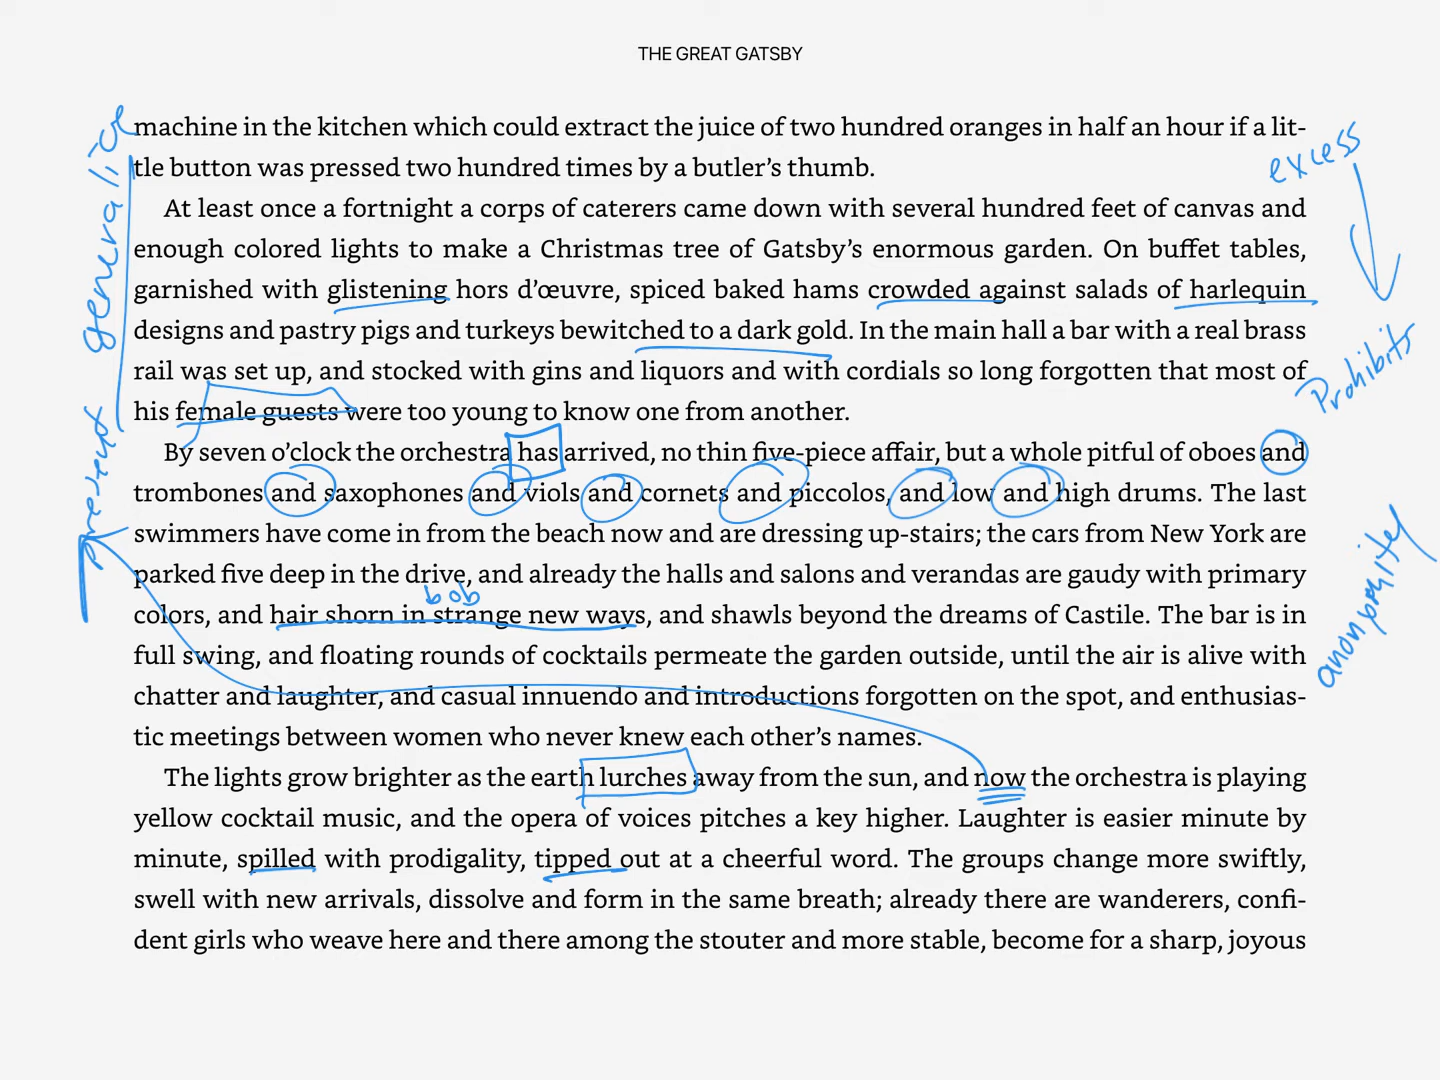 THE GREAT GATSBY
machine in the kitchen which could extract the juice of two hundred oranges in half an hour if a lit-
tle button was pressed two hundred times by a butler’s thumb.
excess
At least once a fortnight a corps of caterers came down with several hundred feet of canvas and
enough colored lights to make a Christmas tree of Gatsby’s enormous garden. On buffet tables,
garnished with glistening hors d’œuvre, spiced baked hams crowded against salads of harlequin
designs and pastry pigs and turkeys bewitched to a dark gold. In the main hall a bar with a real brass
rail was set up, and stocked with gins and liquors and with cordials so long forgotten that most of
Prohibits
his female guests were too young to know one from another.
By seven o’clock the orchestra has arrived, no thin five-piece affair, but a whole pitful of oboes and
trombones and saxophones and viols and cornets and piccolos, and low and high drums. The last
present
swimmers have come in from the beach now and are dressing up-stairs; the cars from New York are
parked five deep in the drive, and already the halls and salons and verandas are gaudy with primary
bob
colors, and hair shorn in strange new ways, and shawls beyond the dreams of Castile. The bar is in
full swing, and floating rounds of cocktails permeate the garden outside, until the air is alive with
chatter and laughter, and casual innuendo and introductions forgotten on the spot, and enthusias-
tic meetings between women who never knew each other’s names.
The lights grow brighter as the earth lurches away from the sun, and now the orchestra is playing
yellow cocktail music, and the opera of voices pitches a key higher. Laughter is easier minute by
minute, spilled with prodigality, tipped out at a cheerful word. The groups change more swiftly,
swell with new arrivals, dissolve and form in the same breath; already there are wanderers, confi-
dent girls who weave here and there among the stouter and more stable, become for a sharp, joyous